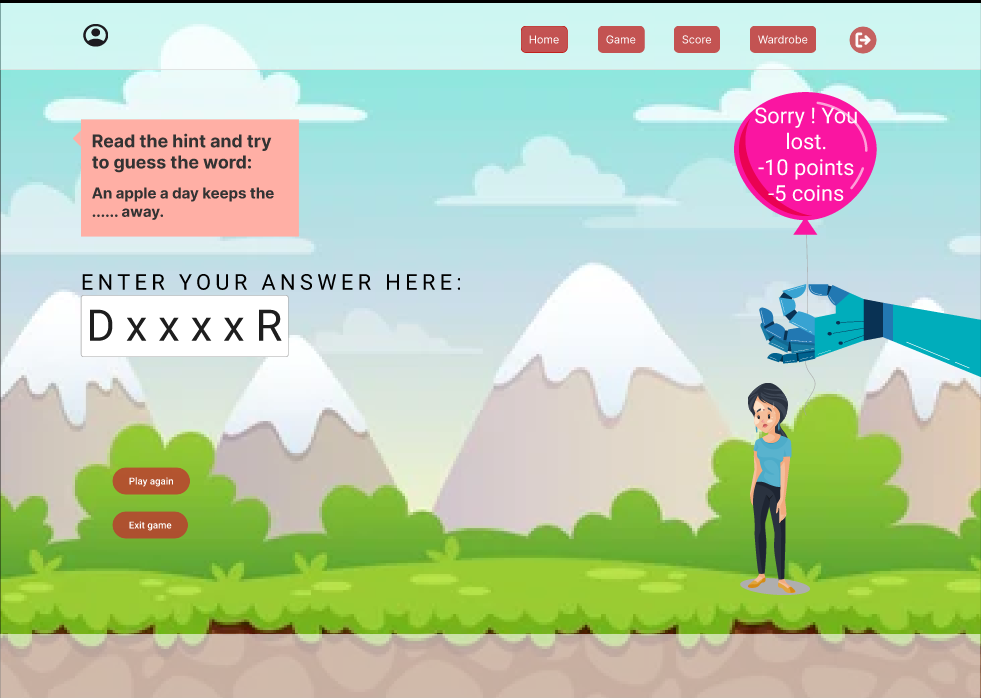 Home Game Score Wardrobe
Read the hint and try
to guess the word:
An apple a day keeps the
...... away.
Sorry ! You
lost.
-10 points
-5 coins
ENTER YOUR ANSWER HERE:
D x x x x R
Play again
Exit game